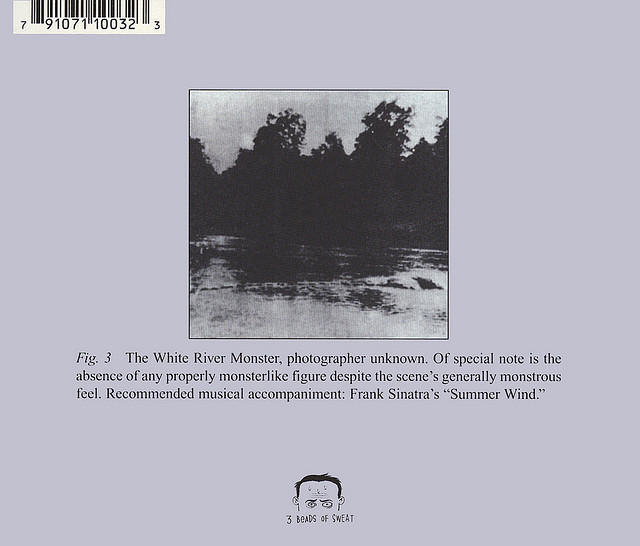 7 91071 10032 3
Fig. 3 The White River Monster, photographer unknown. Of special note is the
absence of any properly monsterlike figure despite the scene's generally monstrous
feel. Recommended musical accompaniment: Frank Sinatra's “Summer Wind.”
3 BeADS OF SWEAT